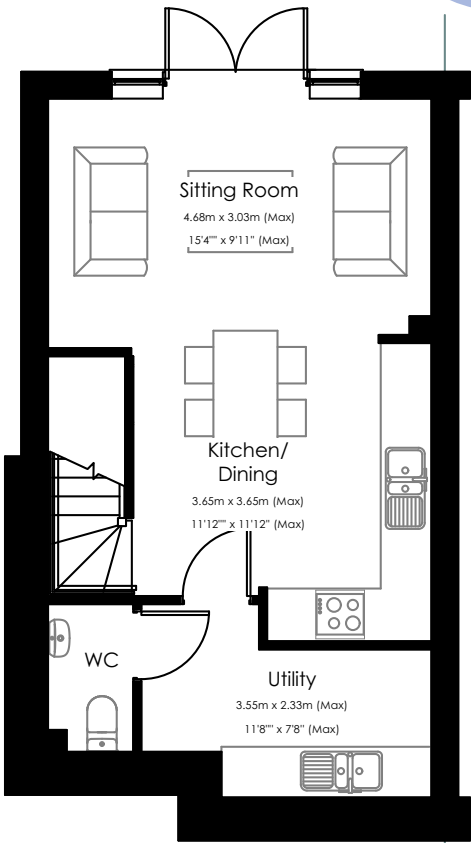 Sitting Room
4.68m x 3.03m (Max)
15'4"" x 9'11" (Max)
Kitchen/
Dining
3.65m x 3.65m (Max)
11'12"" x 11'12" (Max)
WC
Utility
3.55m x 2.33m (Max)
11'8"" x 7'8" (Max)